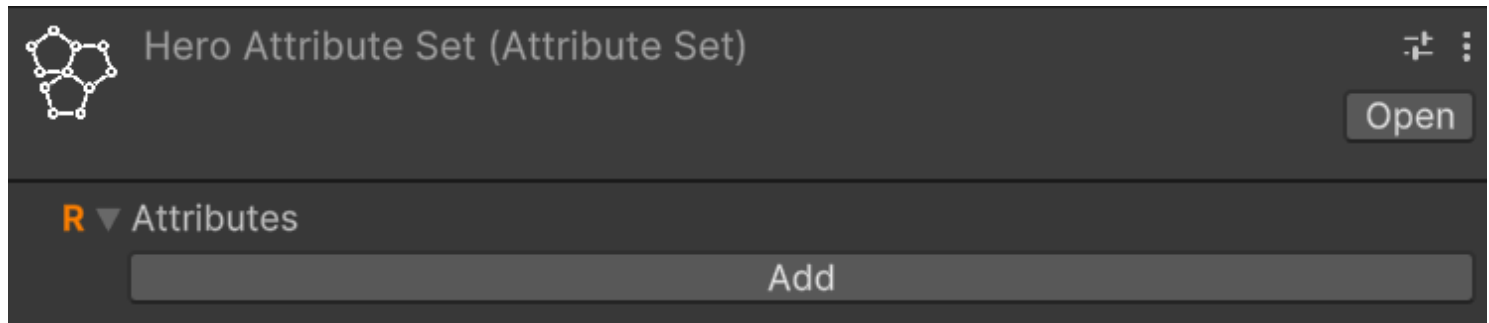 Hero Attribute Set (Attribute Set)
Open
R Attributes
Add